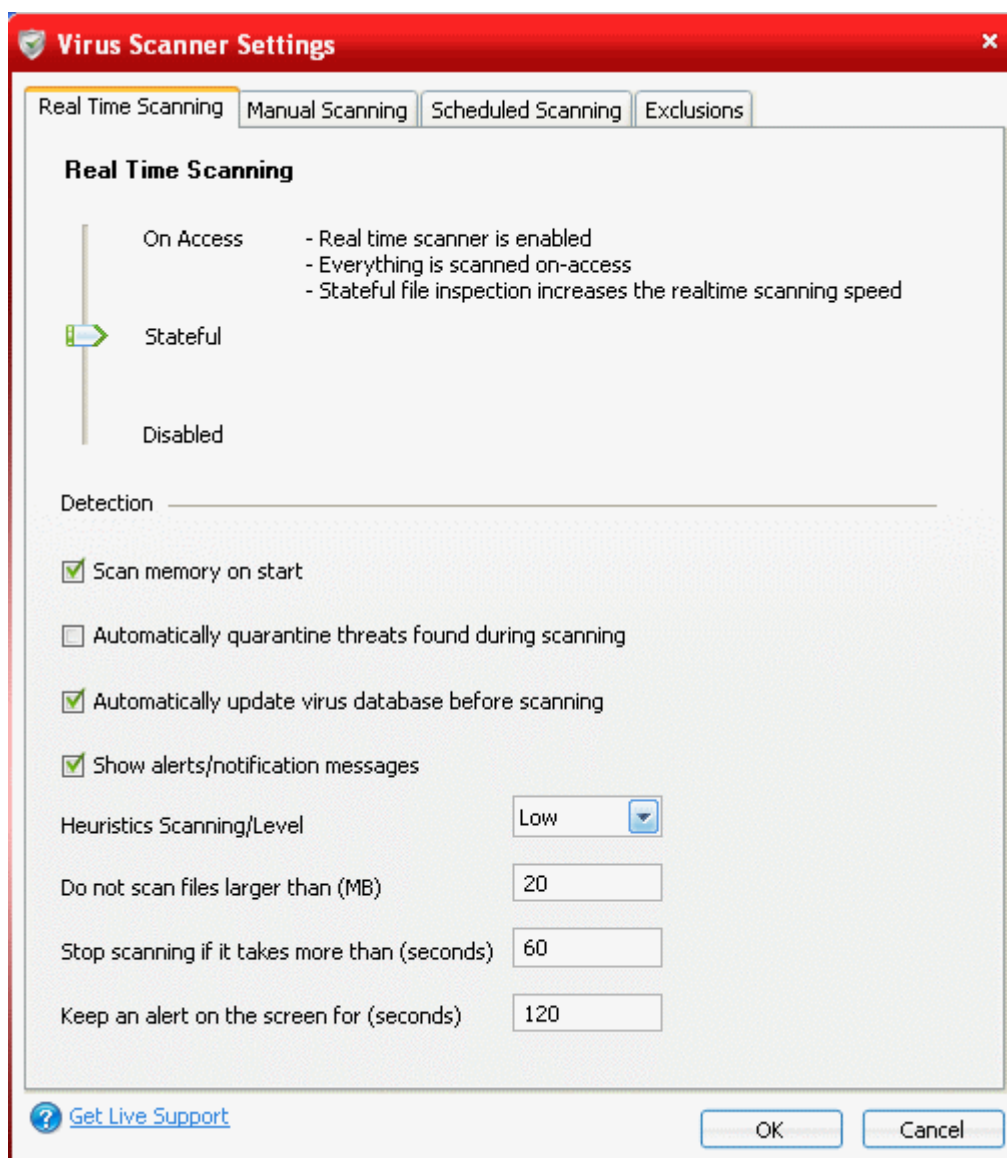 Virus Scanner Settings
Real Time Scanning
Manual Scanning
Scheduled Scanning
Exclusions
Real Time Scanning
On Access
- Real time scanner is enabled
- Everything is scanned on-access
- Stateful file inspection increases the realtime scanning speed
Stateful
Disabled
Detection
Scan memory on start
Automatically quarantine threats found during scanning
Automatically update virus database before scanning
Show alerts/notification messages
Heuristics Scanning/Level Low
Do not scan files larger than (MB) 20
Stop scanning if it takes more than (seconds) 60
Keep an alert on the screen for (seconds) 120
Get Live Support
OK
Cancel